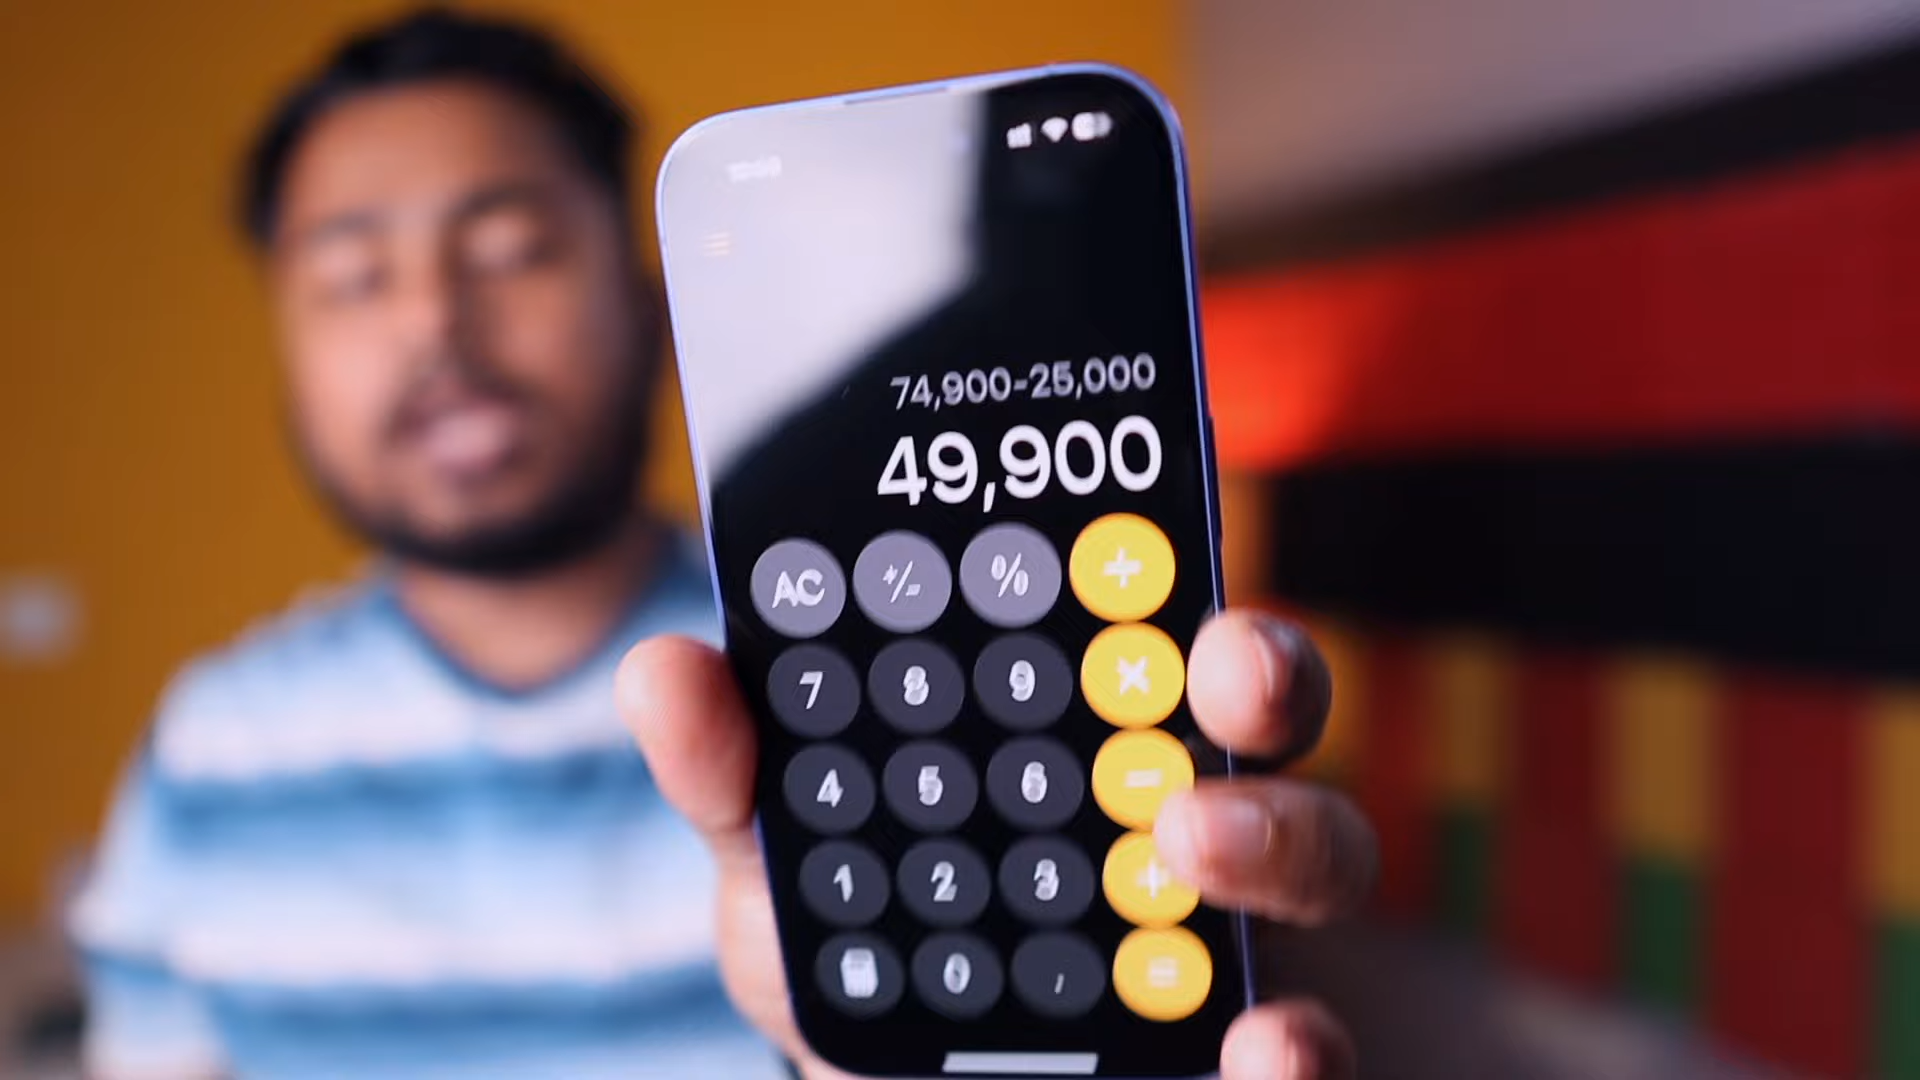 74,900-25,000
49,900
AC +/- % ÷
7 8 9 ×
4 5 6 −
1 2 3 +
0 , =